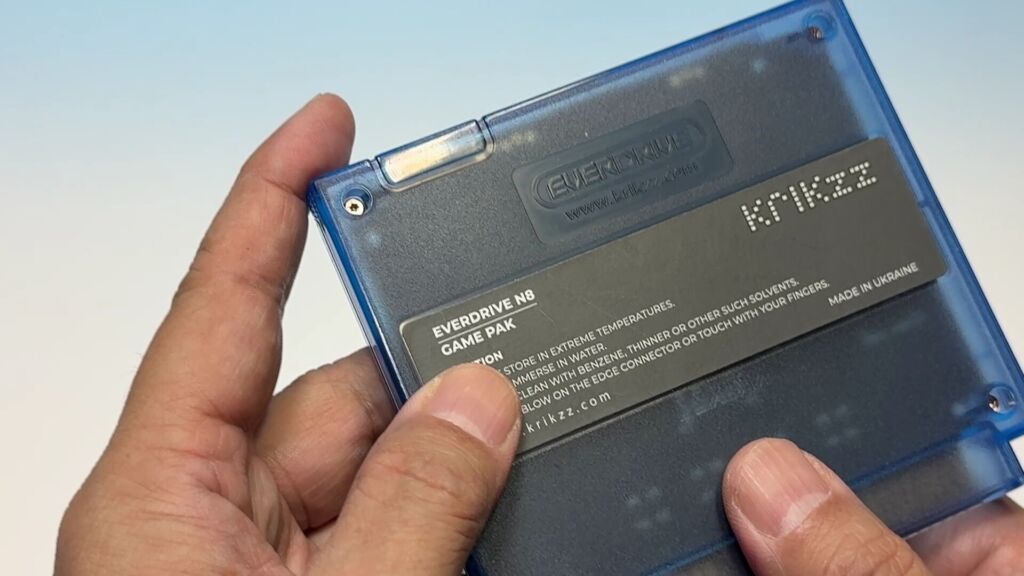 EVERDRIVE
www.krikzz.com
KRIKZZ
EVERDRIVE N8
GAME PAK
TION
STORE IN EXTREME TEMPERATURES.
MMERSE IN WATER.
CLEAN WITH BENZENE, THINNER OR OTHER SUCH SOLVENTS.
BLOW ON THE EDGE CONNECTOR OR TOUCH WITH YOUR FINGERS.
MADE IN UKRAINE
krikzz.com